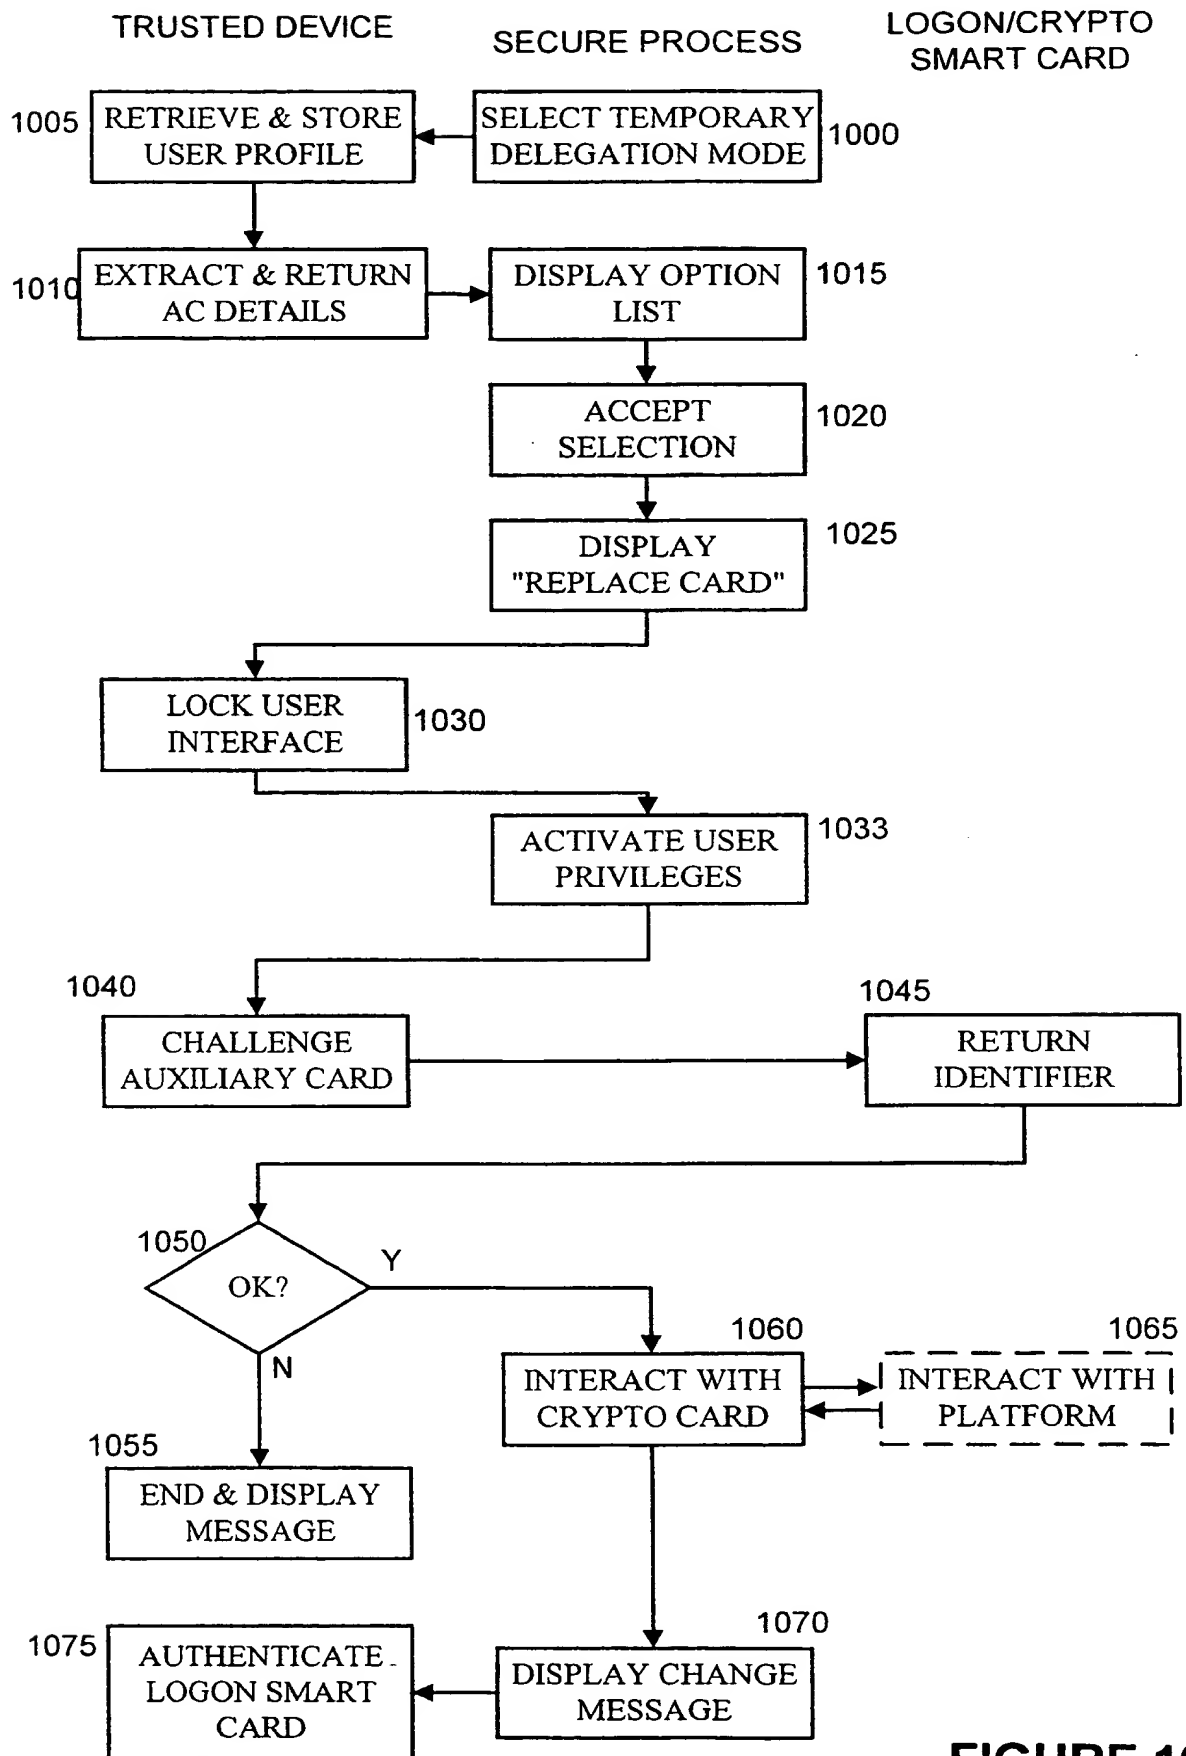 TRUSTED DEVICE
SECURE PROCESS
LOGON/CRYPTO
SMART CARD
1005
RETRIEVE & STORE
USER PROFILE
SELECT TEMPORARY
DELEGATION MODE
1000
1010
EXTRACT & RETURN
AC DETAILS
DISPLAY OPTION
LIST
1015
ACCEPT
SELECTION
1020
DISPLAY
"REPLACE CARD"
1025
LOCK USER
INTERFACE
1030
ACTIVATE USER
PRIVILEGES
1033
1040
CHALLENGE
AUXILIARY CARD
1045
RETURN
IDENTIFIER
1050
OK?
Y
N
1060
INTERACT WITH
CRYPTO CARD
1065
INTERACT WITH
PLATFORM
1055
END & DISPLAY
MESSAGE
1070
DISPLAY CHANGE
MESSAGE
1075
AUTHENTICATE
LOGON SMART
CARD
FIGURE